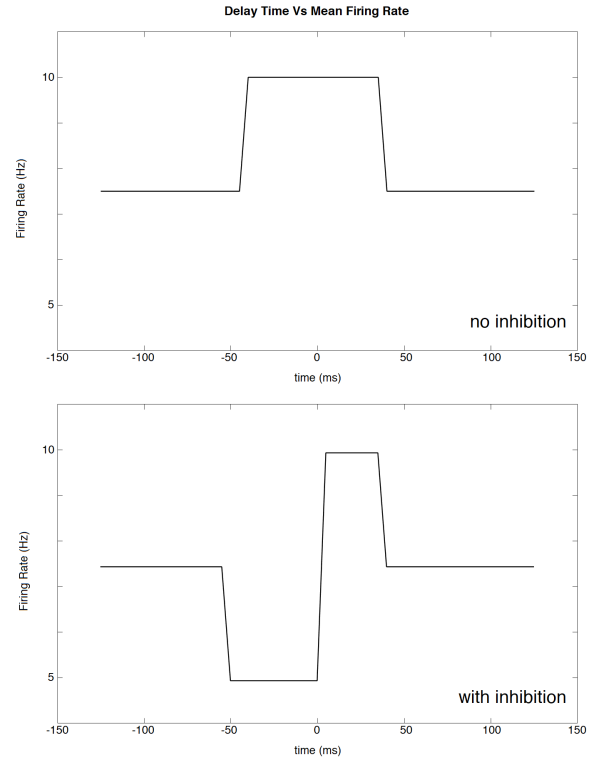 Delay Time Vs Mean Firing Rate
10
5
Firing Rate (Hz)
no inhibition
-150 -100 -50 0 50 100 150
time (ms)
10
5
Firing Rate (Hz)
with inhibition
-150 -100 -50 0 50 100 150
time (ms)